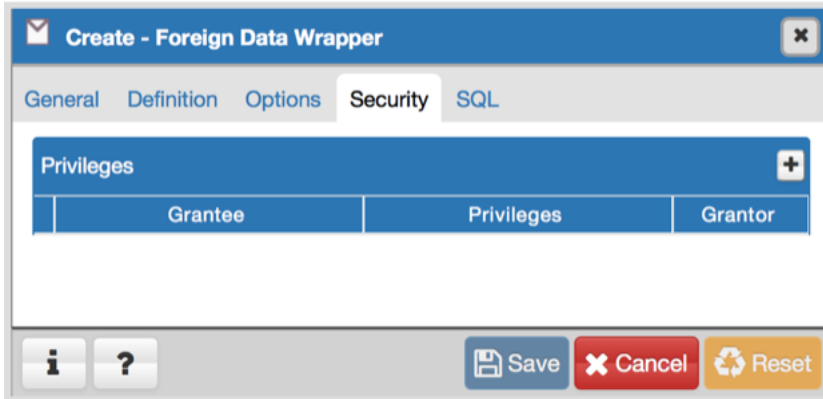 Create - Foreign Data Wrapper
General Definition Options Security SQL
Privileges
Grantee Privileges Grantor
i ? Save Cancel Reset